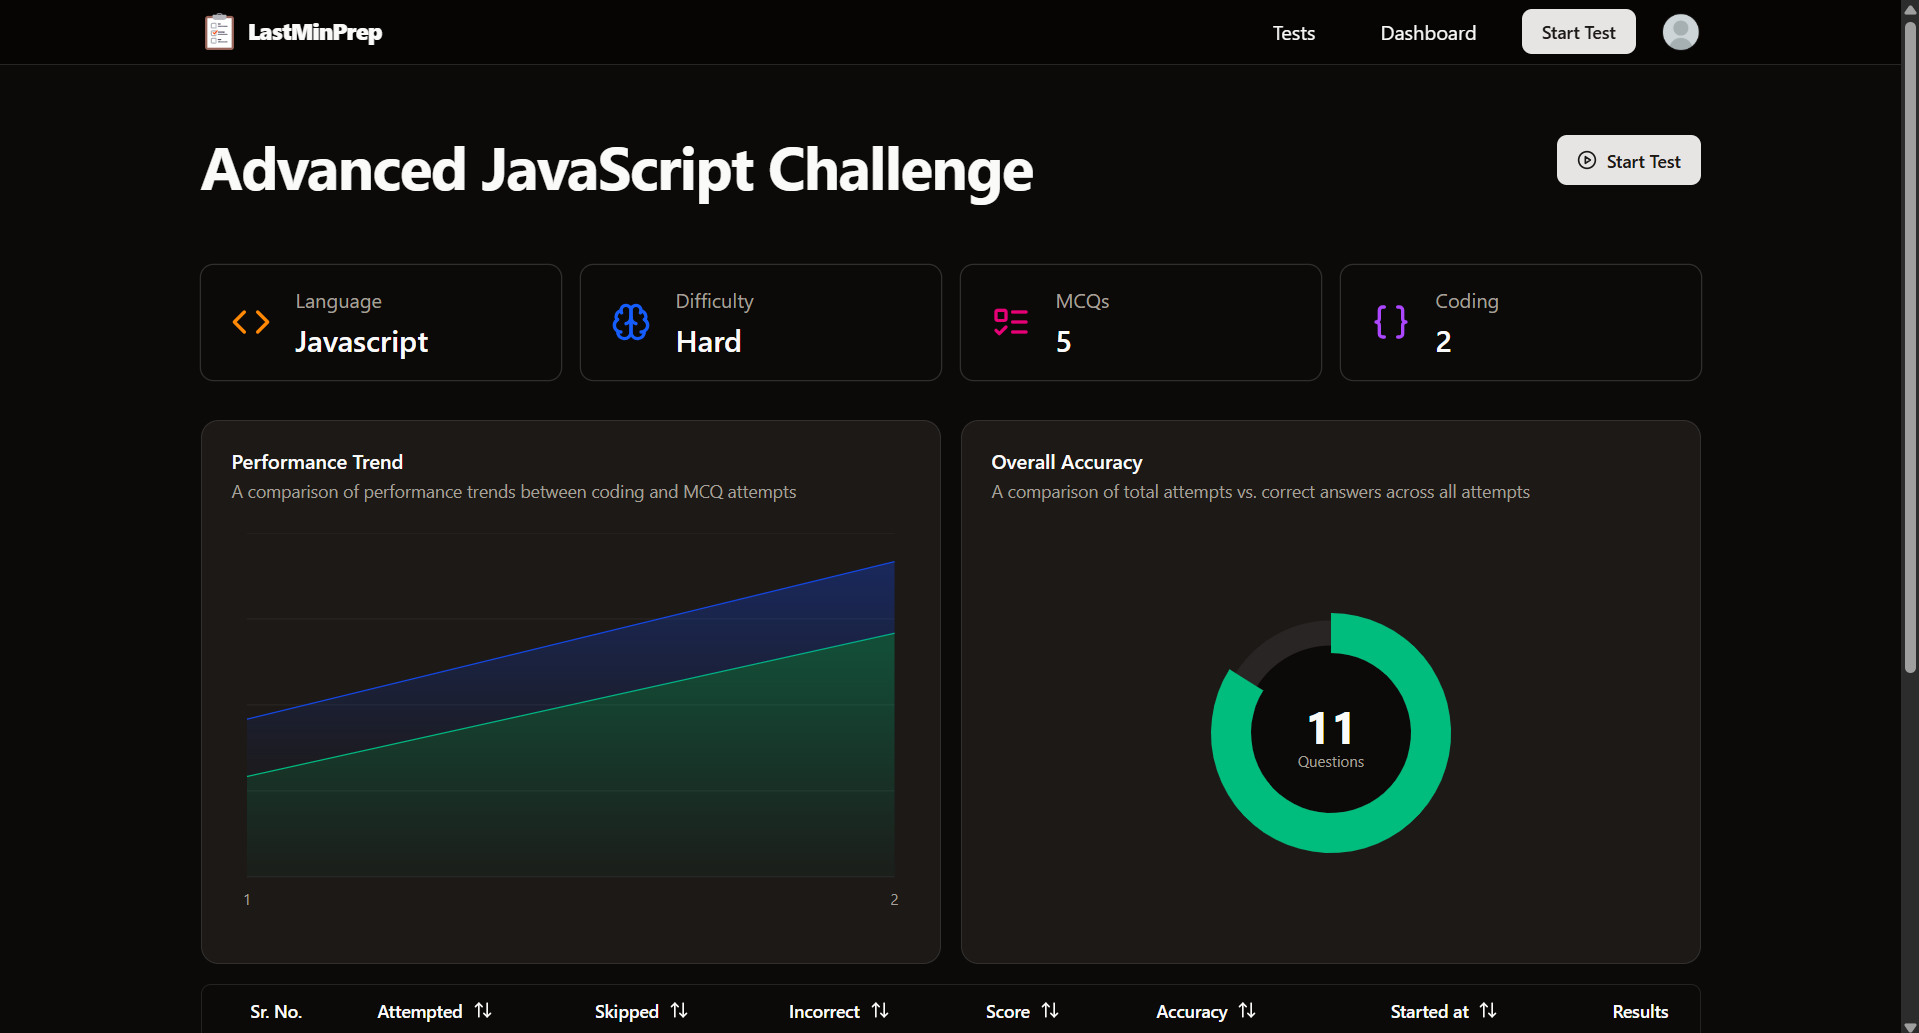 LastMinPrep
Tests
Dashboard
Start Test
Advanced JavaScript Challenge
Start Test
Language
Javascript
Difficulty
Hard
MCQs
5
Coding
2
Performance Trend
A comparison of performance trends between coding and MCQ attempts
1
2
Overall Accuracy
A comparison of total attempts vs. correct answers across all attempts
11
Questions
Sr. No.
Attempted
Skipped
Incorrect
Score
Accuracy
Started at
Results